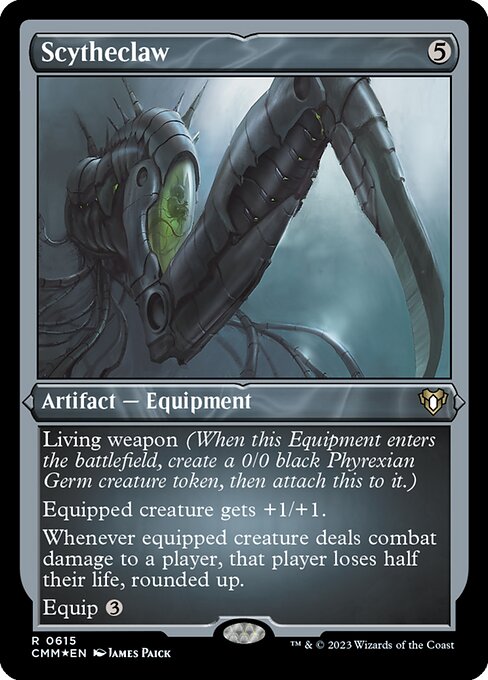 Scytheclaw 5
Artifact — Equipment
Living weapon (When this Equipment enters
the battlefield, create a 0/0 black Phyrexian
Germ creature token, then attach this to it.)
Equipped creature gets +1/+1.
Whenever equipped creature deals combat
damage to a player, that player loses half
their life, rounded up.
Equip 3
R 0615
CMM★EN James Paick
™ & © 2023 Wizards of the Coast